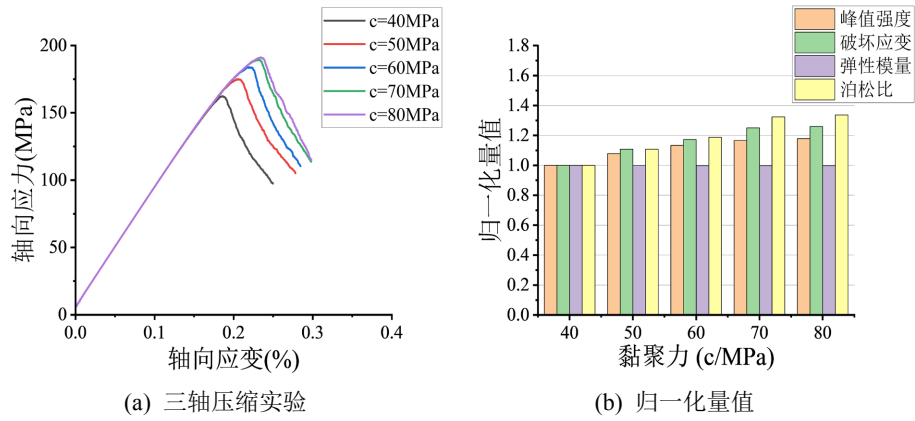 轴向应力(MPa)
200
150
100
50
0
0.0 0.1 0.2 0.3 0.4
轴向应变(%)
c=40MPa
c=50MPa
c=60MPa
c=70MPa
c=80MPa
(a) 三轴压缩实验
归一化量值
1.8
1.6
1.4
1.2
1.0
0.8
0.6
0.4
0.2
0.0
40 50 60 70 80
黏聚力 (c/MPa)
峰值强度
破坏应变
弹性模量
泊松比
(b) 归一化量值